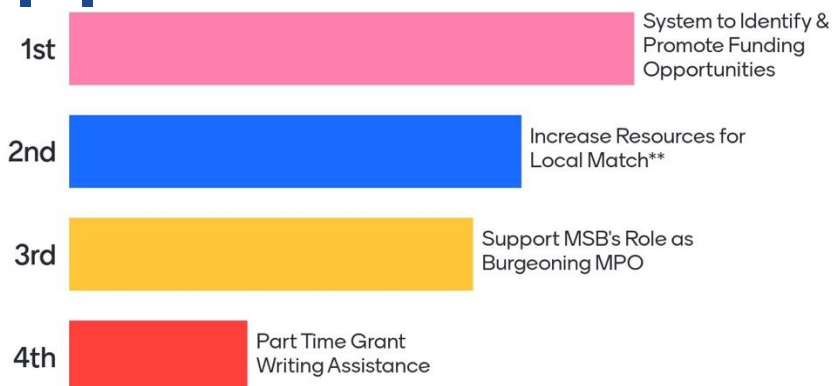 1st
System to Identify &
Promote Funding
Opportunities
2nd
Increase Resources for
Local Match**
3rd
Support MSB's Role as
Burgeoning MPO
4th
Part Time Grant
Writing Assistance